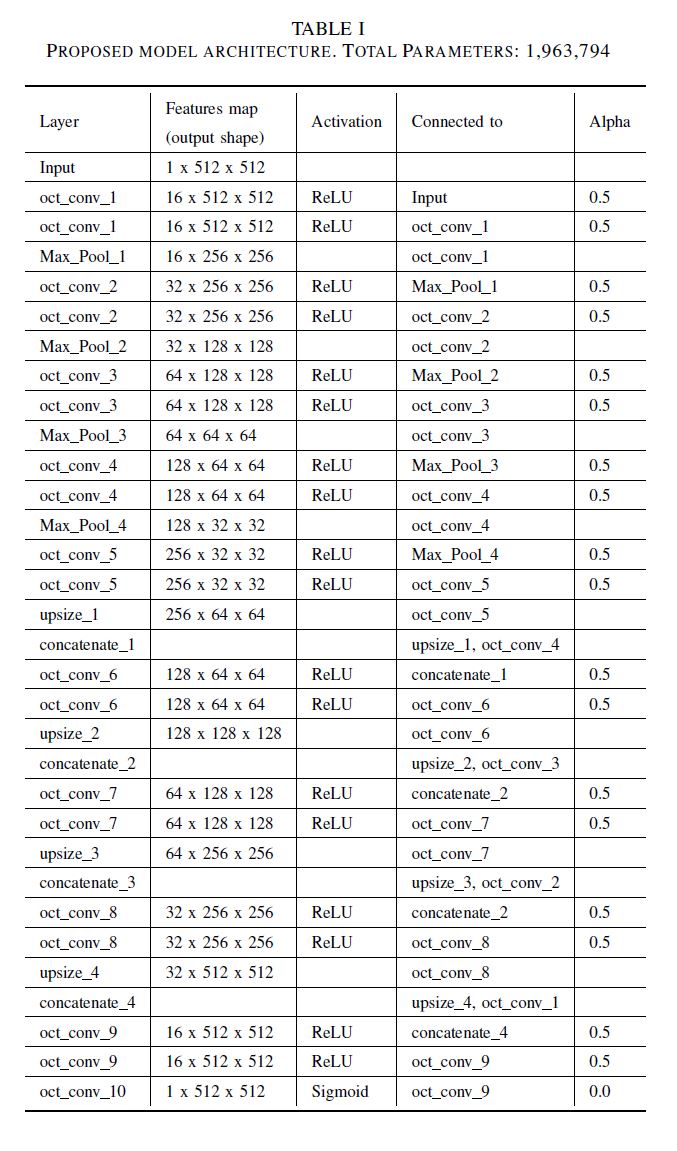 TABLE I
PROPOSED MODEL ARCHITECTURE. TOTAL PARAMETERS: 1,963,794
Layer Features map (output shape) Activation Connected to Alpha
Input 1 x 512 x 512
oct_conv_1 16 x 512 x 512 ReLU Input 0.5
oct_conv_1 16 x 512 x 512 ReLU oct_conv_1 0.5
Max_Pool_1 16 x 256 x 256 oct_conv_1
oct_conv_2 32 x 256 x 256 ReLU Max_Pool_1 0.5
oct_conv_2 32 x 256 x 256 ReLU oct_conv_2 0.5
Max_Pool_2 32 x 128 x 128 oct_conv_2
oct_conv_3 64 x 128 x 128 ReLU Max_Pool_2 0.5
oct_conv_3 64 x 128 x 128 ReLU oct_conv_3 0.5
Max_Pool_3 64 x 64 x 64 oct_conv_3
oct_conv_4 128 x 64 x 64 ReLU Max_Pool_3 0.5
oct_conv_4 128 x 64 x 64 ReLU oct_conv_4 0.5
Max_Pool_4 128 x 32 x 32 oct_conv_4
oct_conv_5 256 x 32 x 32 ReLU Max_Pool_4 0.5
oct_conv_5 256 x 32 x 32 ReLU oct_conv_5 0.5
upsize_1 256 x 64 x 64 oct_conv_5
concatenate_1 upsize_1, oct_conv_4
oct_conv_6 128 x 64 x 64 ReLU concatenate_1 0.5
oct_conv_6 128 x 64 x 64 ReLU oct_conv_6 0.5
upsize_2 128 x 128 x 128 oct_conv_6
concatenate_2 upsize_2, oct_conv_3
oct_conv_7 64 x 128 x 128 ReLU concatenate_2 0.5
oct_conv_7 64 x 128 x 128 ReLU oct_conv_7 0.5
upsize_3 64 x 256 x 256 oct_conv_7
concatenate_3 upsize_3, oct_conv_2
oct_conv_8 32 x 256 x 256 ReLU concatenate_2 0.5
oct_conv_8 32 x 256 x 256 ReLU oct_conv_8 0.5
upsize_4 32 x 512 x 512 oct_conv_8
concatenate_4 upsize_4, oct_conv_1
oct_conv_9 16 x 512 x 512 ReLU concatenate_4 0.5
oct_conv_9 16 x 512 x 512 ReLU oct_conv_9 0.5
oct_conv_10 1 x 512 x 512 Sigmoid oct_conv_9 0.0